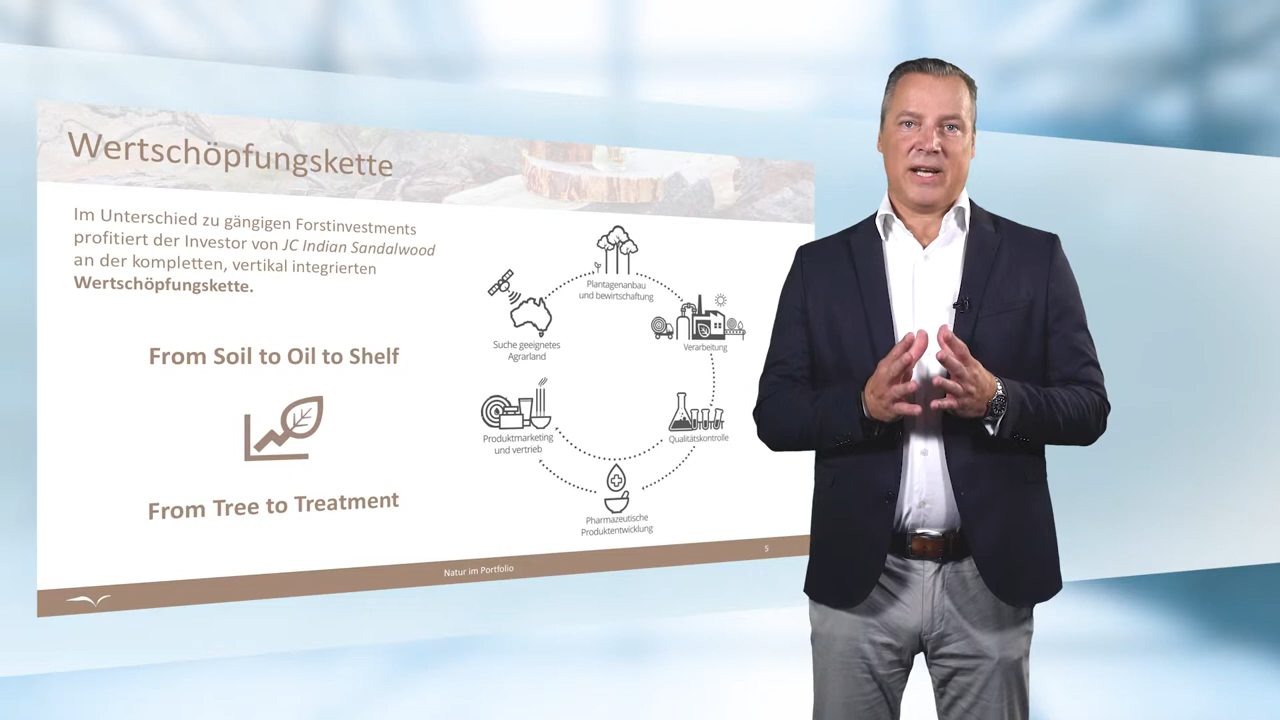 Wertschöpfungskette
Im Unterschied zu gängigen Forstinvestments
profitiert der Investor von JC Indian Sandalwood
an der kompletten, vertikal integrierten
Wertschöpfungskette.
From Soil to Oil to Shelf
From Tree to Treatment
Plantagenanbau
und bewirtschaftung
Suche geeignetes
Agrarland
Verarbeitung
Produktmarketing
und vertrieb
Qualitätskontrolle
Pharmazeutische
Produktentwicklung
Natur im Portfolio
5